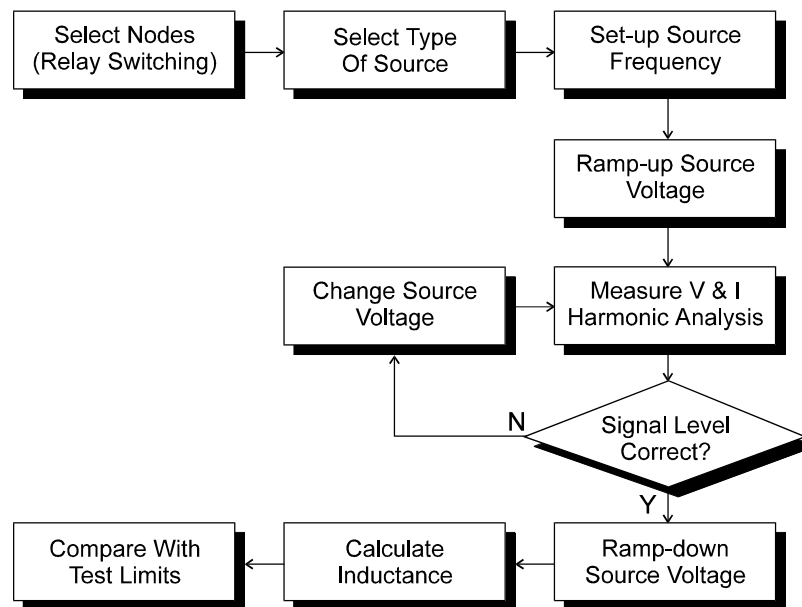 Select Nodes
(Relay Switching)
Select Type
Of Source
Set-up Source
Frequency
Ramp-up Source
Voltage
Change Source
Voltage
Measure V & I
Harmonic Analysis
N
Signal Level
Correct?
Y
Compare With
Test Limits
Calculate
Inductance
Ramp-down
Source Voltage